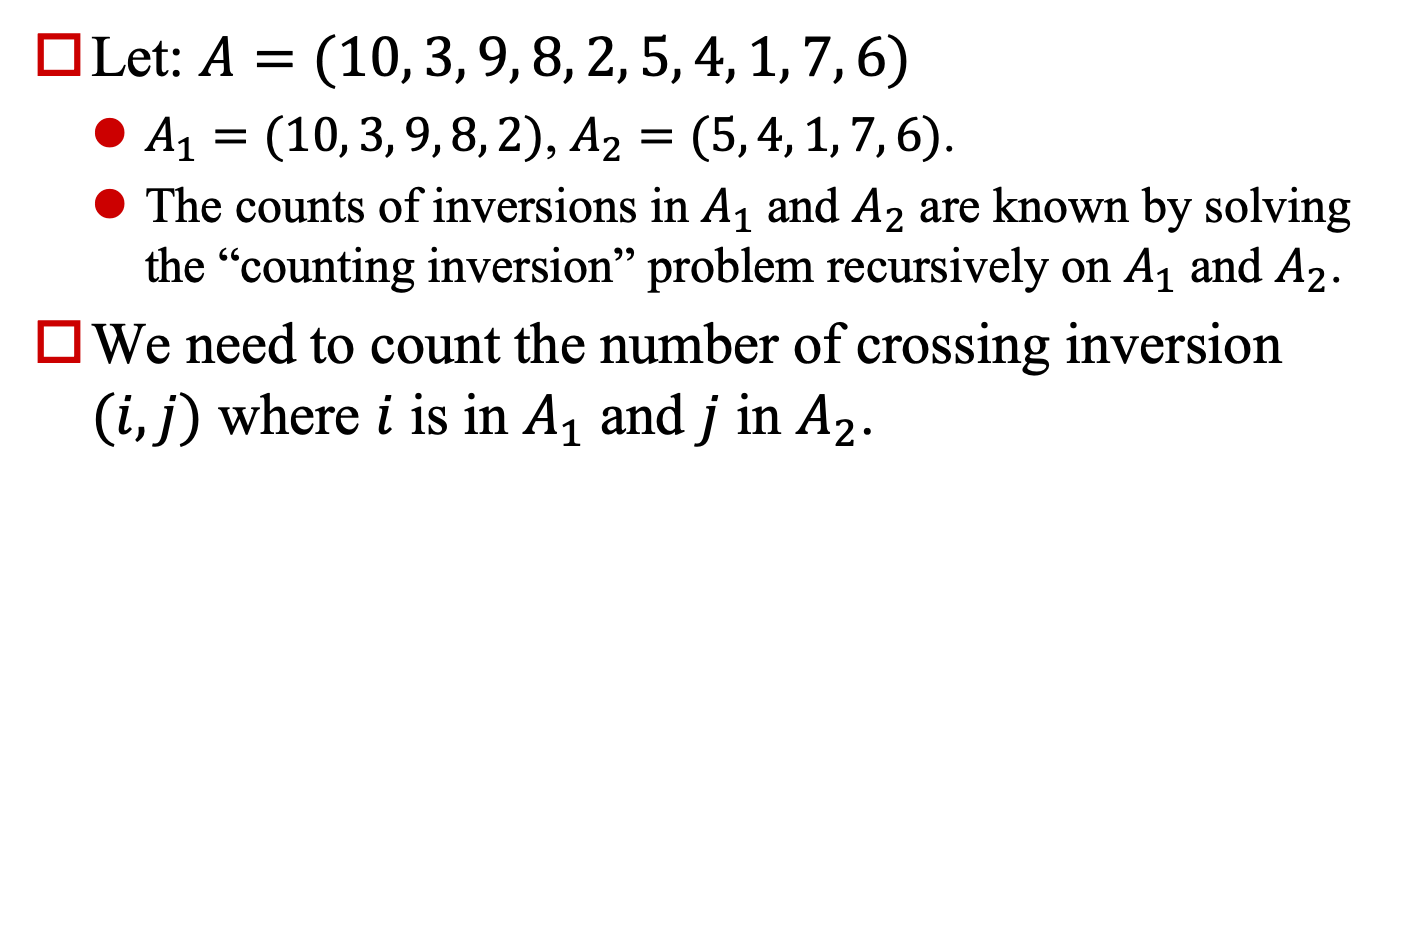 Let: A = (10, 3, 9, 8, 2, 5, 4, 1, 7, 6)
A₁ = (10, 3, 9, 8, 2), A₂ = (5, 4, 1, 7, 6).
The counts of inversions in A₁ and A₂ are known by solving
the “counting inversion” problem recursively on A₁ and A₂.
We need to count the number of crossing inversion
(i, j) where i is in A₁ and j in A₂.